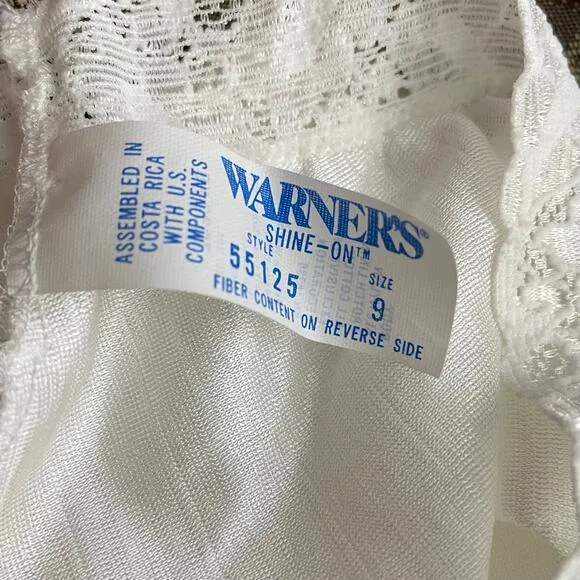 ASSEMBLED IN
COSTA RICA
WITH U.S.
COMPONENTS
WARNER'S®
SHINE-ON™
STYLE
55125
SIZE
9
FIBER CONTENT ON REVERSE SIDE